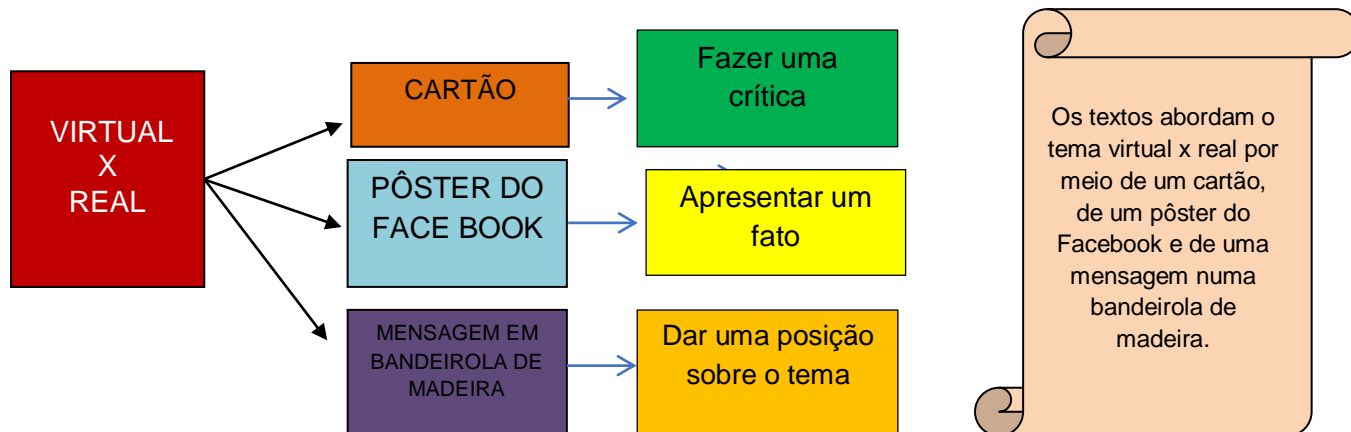 VIRTUAL
X
REAL
CARTÃO
Fazer uma
crítica
PÔSTER DO
FACE BOOK
Apresentar um
fato
MENSAGEM EM
BANDEIROLA DE
MADEIRA
Dar uma posição
sobre o tema
Os textos abordam o
tema virtual x real por
meio de um cartão,
de um pôster do
Facebook e de uma
mensagem numa
bandeirola de
madeira.